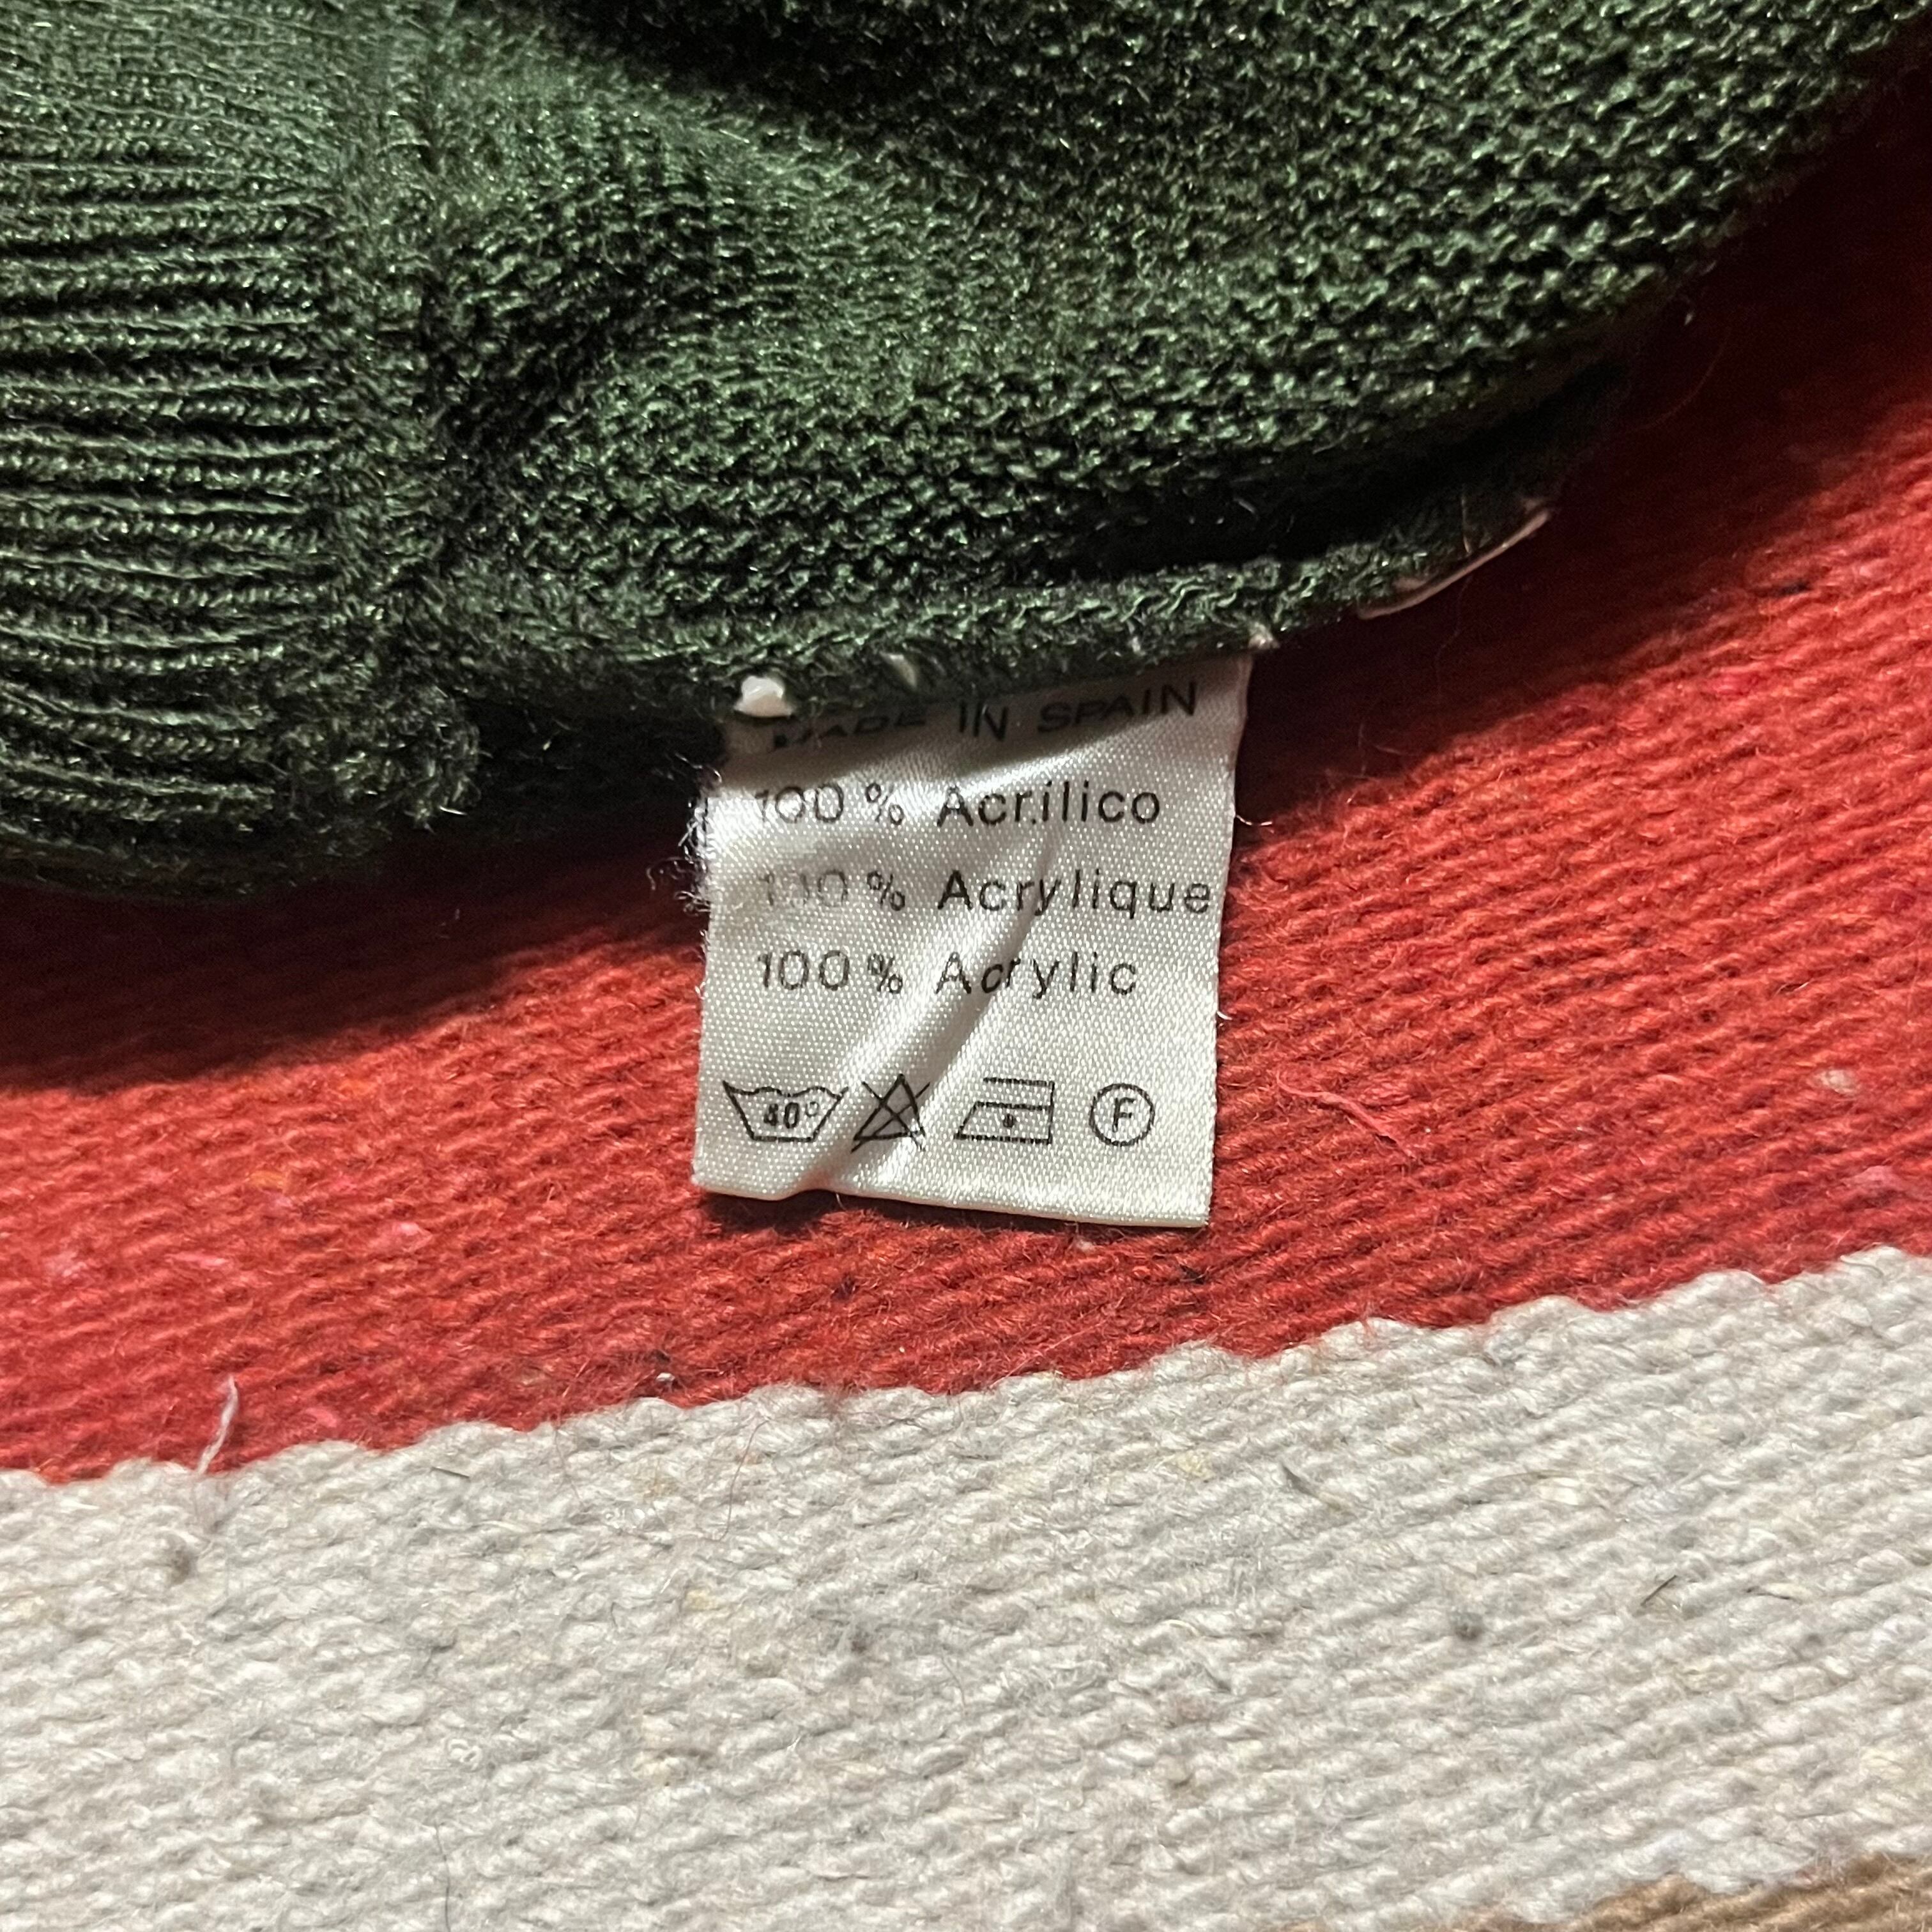 MADE IN SPAIN
100 % Acrilico
100 % Acrylique
100 % Acrylic
40° F